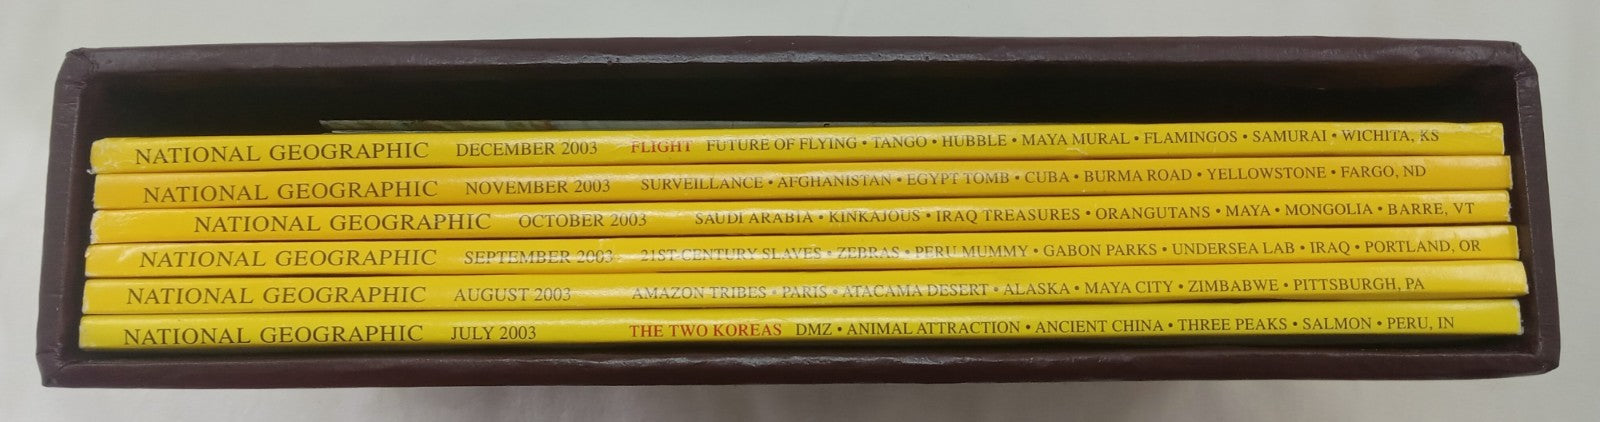 NATIONAL GEOGRAPHIC DECEMBER 2003 FLIGHT FUTURE OF FLYING • TANGO • HUBBLE • MAYA MURAL • FLAMINGOS • SAMURAI • WICHITA, KS
NATIONAL GEOGRAPHIC NOVEMBER 2003 SURVEILLANCE • AFGHANISTAN • EGYPT TOMB • CUBA • BURMA ROAD • YELLOWSTONE • FARGO, ND
NATIONAL GEOGRAPHIC OCTOBER 2003 SAUDI ARABIA • KINKAJOUS • IRAQ TREASURES • ORANGUTANS • MAYA • MONGOLIA • BARRE, VT
NATIONAL GEOGRAPHIC SEPTEMBER 2003 21ST-CENTURY SLAVES • ZEBRAS • PERU MUMMY • GABON PARKS • UNDERSEA LAB • IRAQ • PORTLAND, OR
NATIONAL GEOGRAPHIC AUGUST 2003 AMAZON TRIBES • PARIS • ATACAMA DESERT • ALASKA • MAYA CITY • ZIMBABWE • PITTSBURGH, PA
NATIONAL GEOGRAPHIC JULY 2003 THE TWO KOREAS DMZ • ANIMAL ATTRACTION • ANCIENT CHINA • THREE PEAKS • SALMON • PERU, IN